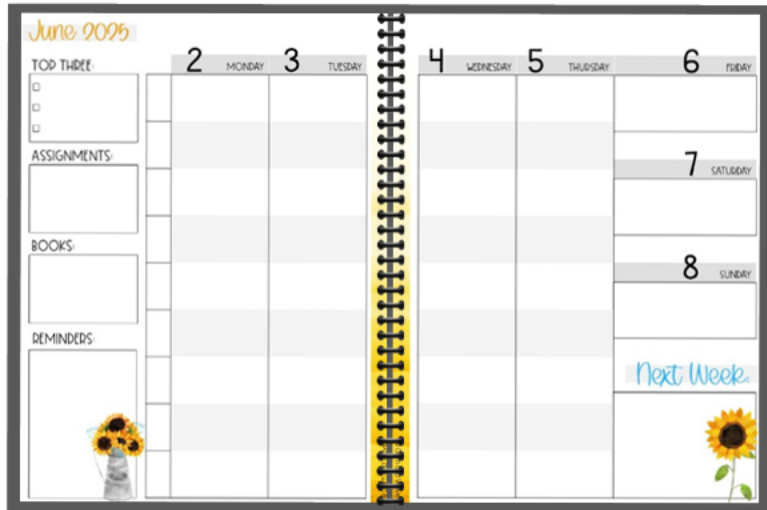 June 2025
TOP THREE:
ASSIGNMENTS:
BOOKS:
REMINDERS:
2 MONDAY
3 TUESDAY
4 WEDNESDAY
5 THURSDAY
6 FRIDAY
7 SATURDAY
8 SUNDAY
Next Week: